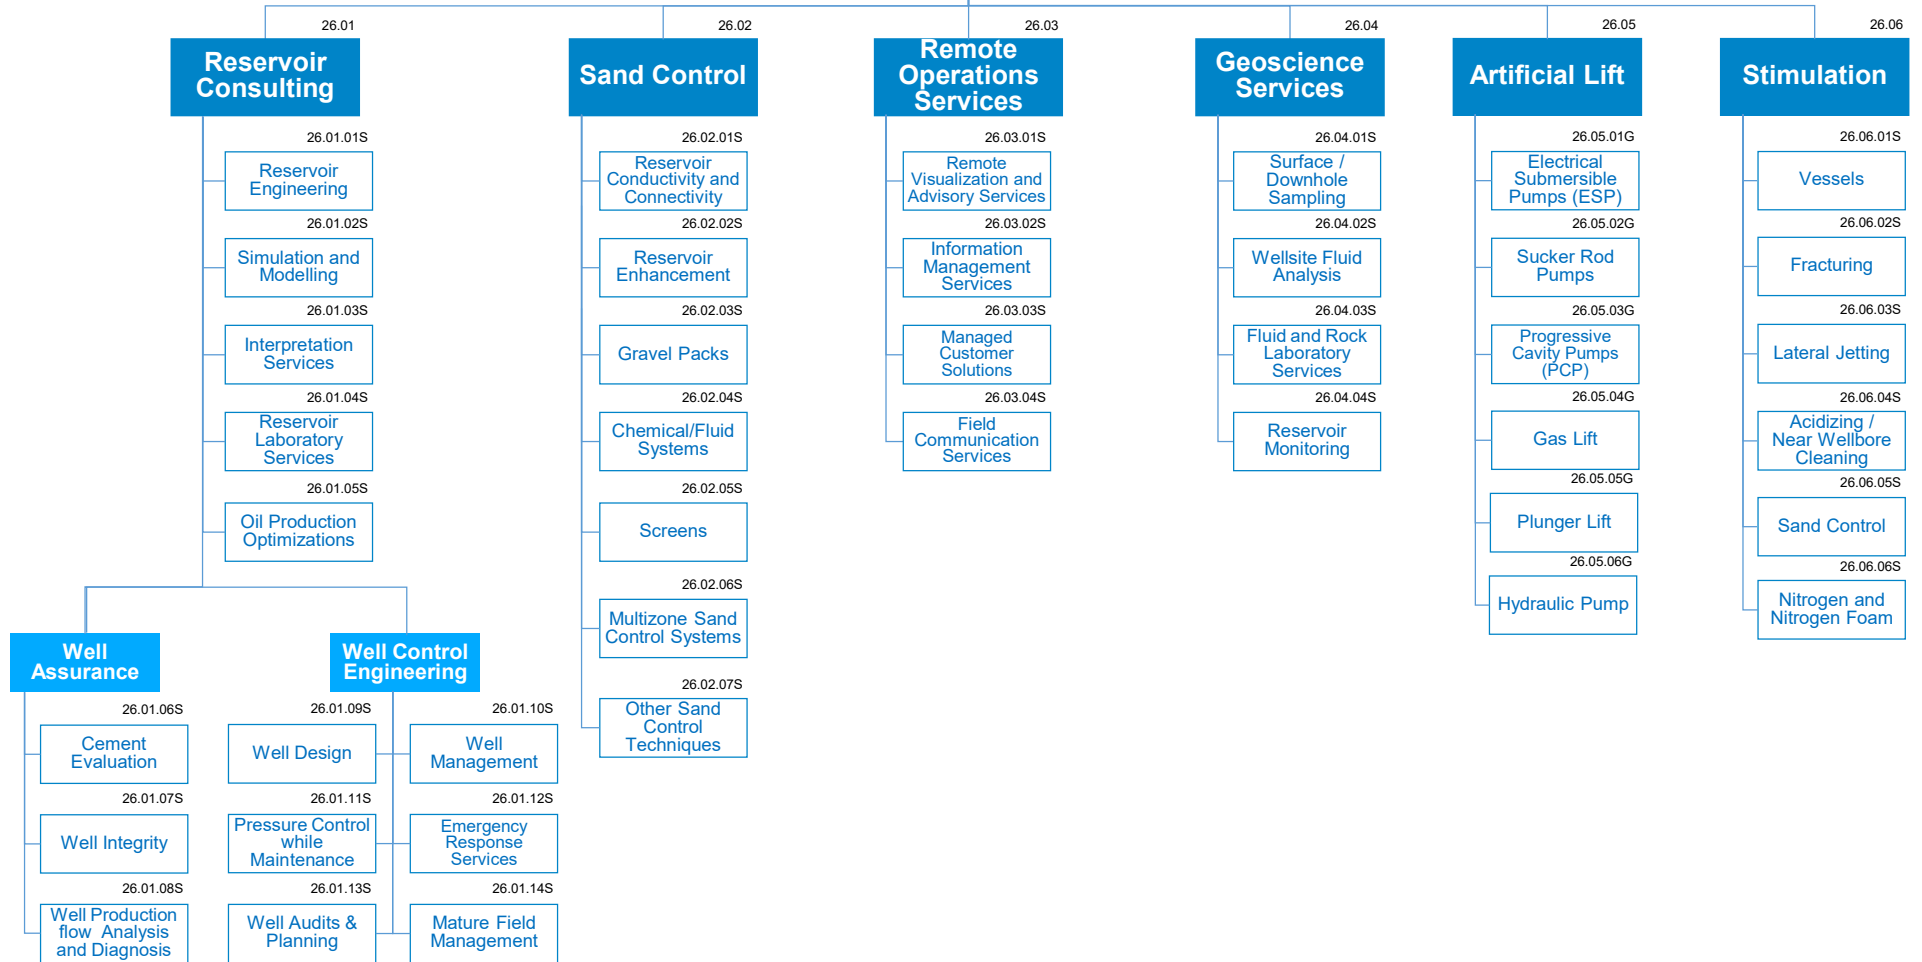 26.01
Reservoir
Consulting
26.01.01S
Reservoir
Engineering
26.01.02S
Simulation and
Modelling
26.01.03S
Interpretation
Services
26.01.04S
Reservoir
Laboratory
Services
26.01.05S
Oil Production
Optimizations
Well
Assurance
26.01.06S
Cement
Evaluation
26.01.07S
Well Integrity
26.01.08S
Well Production
flow Analysis
and Diagnosis
Well Control
Engineering
26.01.09S
Well Design
26.01.10S
Well
Management
26.01.11S
Pressure Control
while
Maintenance
26.01.12S
Emergency
Response
Services
26.01.13S
Well Audits &
Planning
26.01.14S
Mature Field
Management
26.02
Sand Control
26.02.01S
Reservoir
Conductivity and
Connectivity
26.02.02S
Reservoir
Enhancement
26.02.03S
Gravel Packs
26.02.04S
Chemical/Fluid
Systems
26.02.05S
Screens
26.02.06S
Multizone Sand
Control Systems
26.02.07S
Other Sand
Control
Techniques
26.03
Remote
Operations
Services
26.03.01S
Remote
Visualization and
Advisory Services
26.03.02S
Information
Management
Services
26.03.03S
Managed
Customer
Solutions
26.03.04S
Field
Communication
Services
26.04
Geoscience
Services
26.04.01S
Surface /
Downhole
Sampling
26.04.02S
Wellsite Fluid
Analysis
26.04.03S
Fluid and Rock
Laboratory
Services
26.04.04S
Reservoir
Monitoring
26.05
Artificial Lift
26.05.01G
Electrical
Submersible
Pumps (ESP)
26.05.02G
Sucker Rod
Pumps
26.05.03G
Progressive
Cavity Pumps
(PCP)
26.05.04G
Gas Lift
26.05.05G
Plunger Lift
26.05.06G
Hydraulic Pump
26.06
Stimulation
26.06.01S
Vessels
26.06.02S
Fracturing
26.06.03S
Lateral Jetting
26.06.04S
Acidizing /
Near Wellbore
Cleaning
26.06.05S
Sand Control
26.06.06S
Nitrogen and
Nitrogen Foam